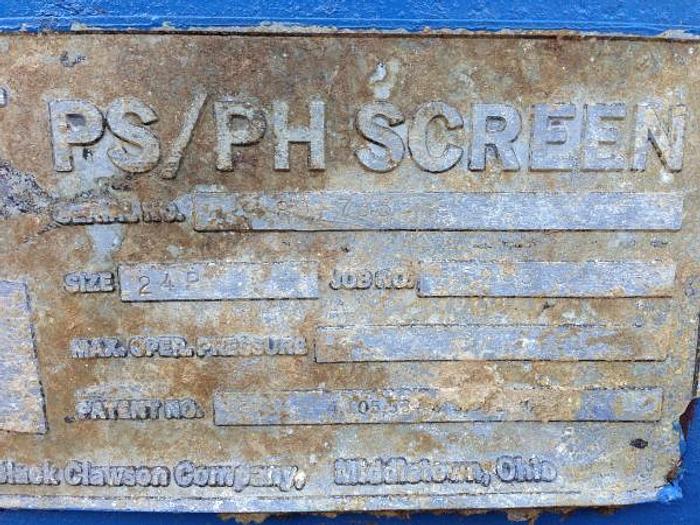 PS/PH SCREEN
SERIAL NO.
SIZE 24P JOB NO.
MAX. OPER. PRESSURE
PATENT NO.
Black Clawson Company, Middletown, Ohio